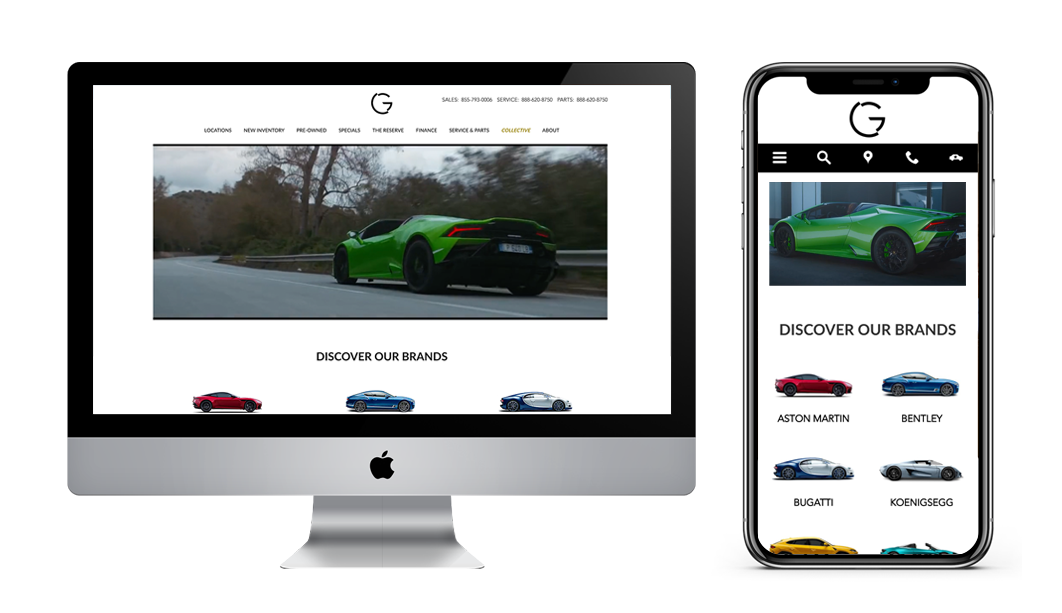 G
SALES: 855-793-0006 SERVICE: 888-620-8750 PARTS: 888-620-8750
LOCATIONS NEW INVENTORY PRE-OWNED SPECIALS THE RESERVE FINANCE SERVICE & PARTS COLLECTIVE ABOUT
DISCOVER OUR BRANDS
G
DISCOVER OUR BRANDS
ASTON MARTIN BENTLEY
BUGATTI KOENIGSEGG